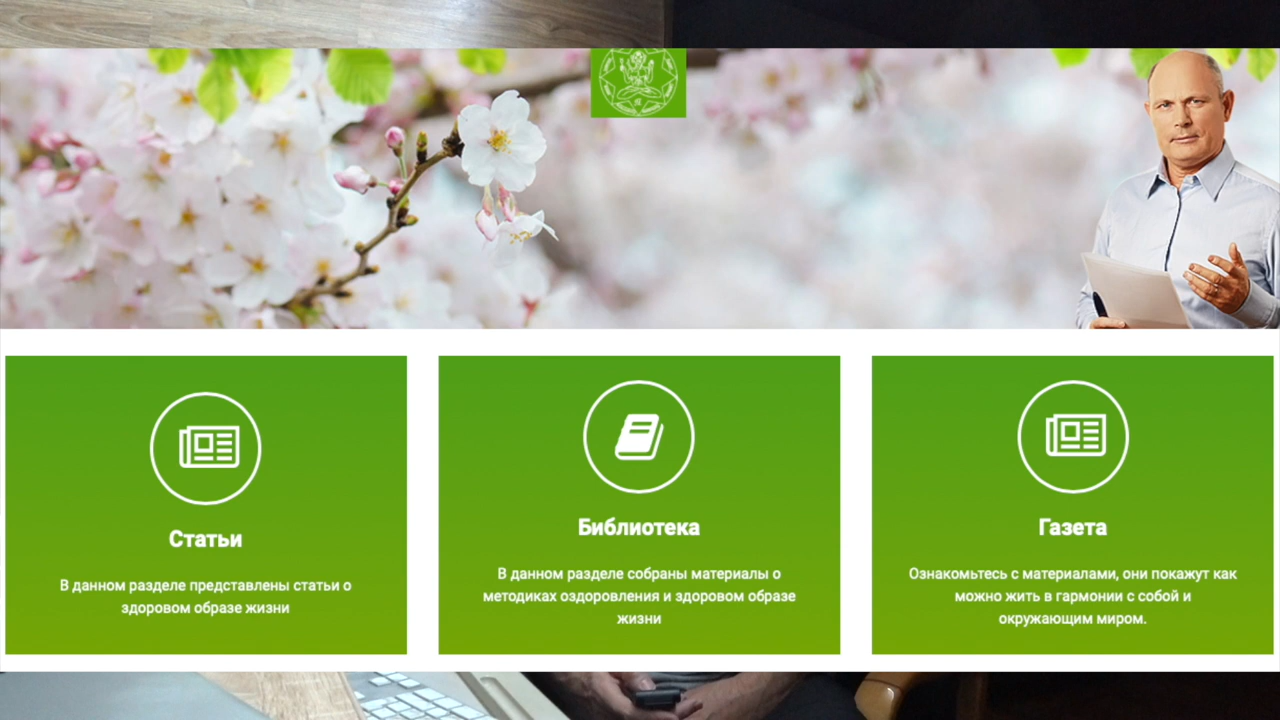 Статьи
В данном разделе представлены статьи о
здоровом образе жизни
Библиотека
В данном разделе собраны материалы о
методиках оздоровления и здоровом образе
жизни
Газета
Ознакомьтесь с материалами, они покажут как
можно жить в гармонии с собой и
окружающим миром.